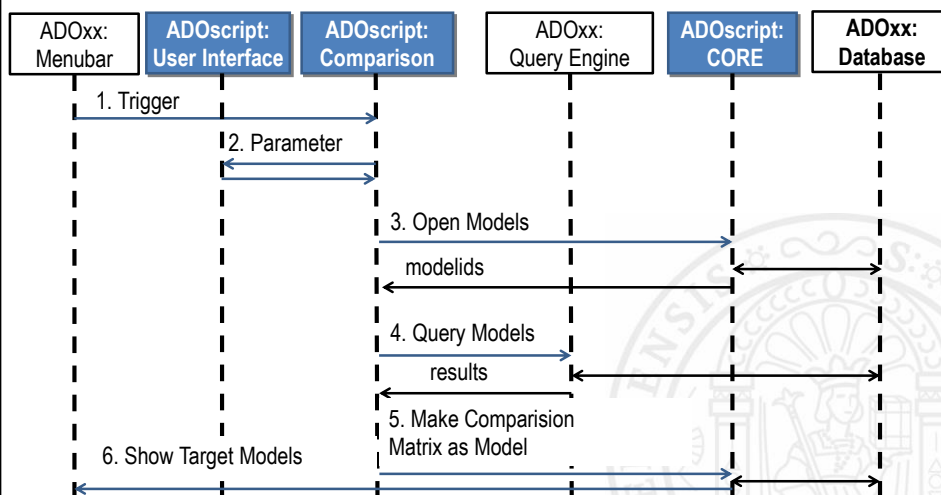 ADOxx:
Menubar
ADOscript:
User Interface
ADOscript:
Comparison
ADOxx:
Query Engine
ADOscript:
CORE
ADOxx:
Database
1. Trigger
2. Parameter
3. Open Models
modelids
4. Query Models
results
5. Make Comparision
Matrix as Model
6. Show Target Models
ENSIS